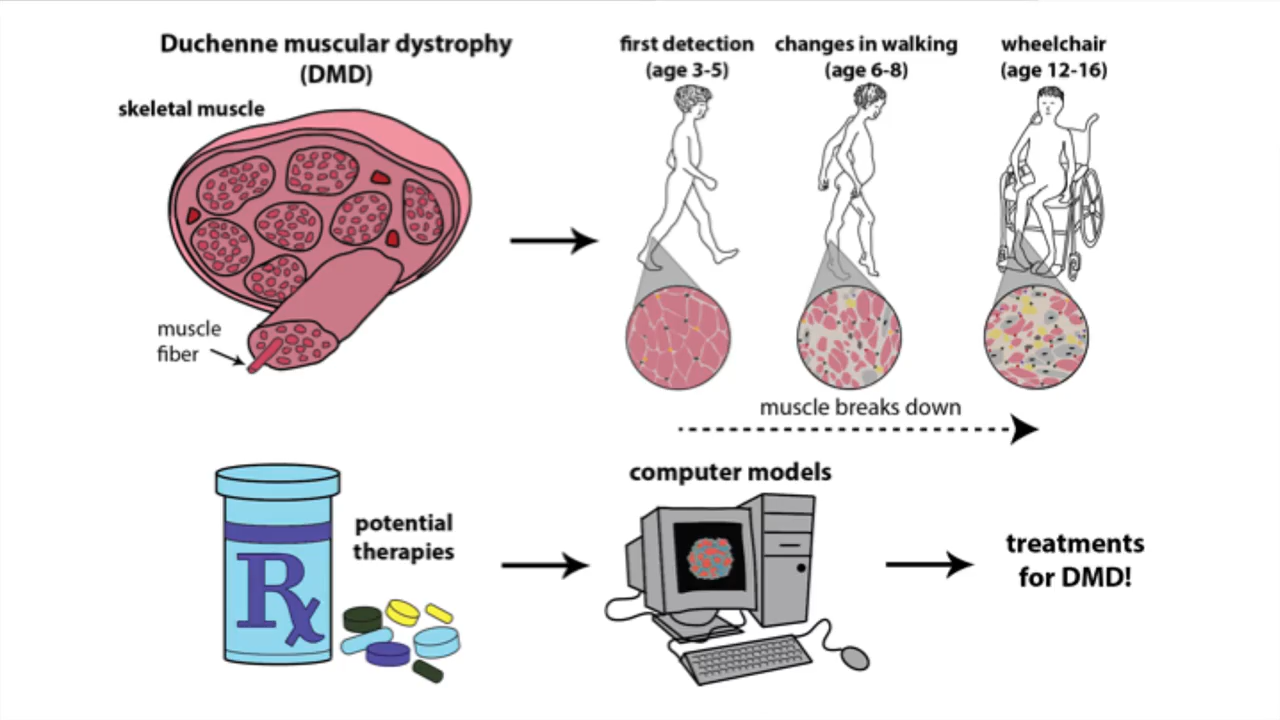 Duchenne muscular dystrophy
(DMD)
skeletal muscle
muscle
fiber
first detection
(age 3-5)
changes in walking
(age 6-8)
wheelchair
(age 12-16)
muscle breaks down
Rx
potential
therapies
computer models
treatments
for DMD!